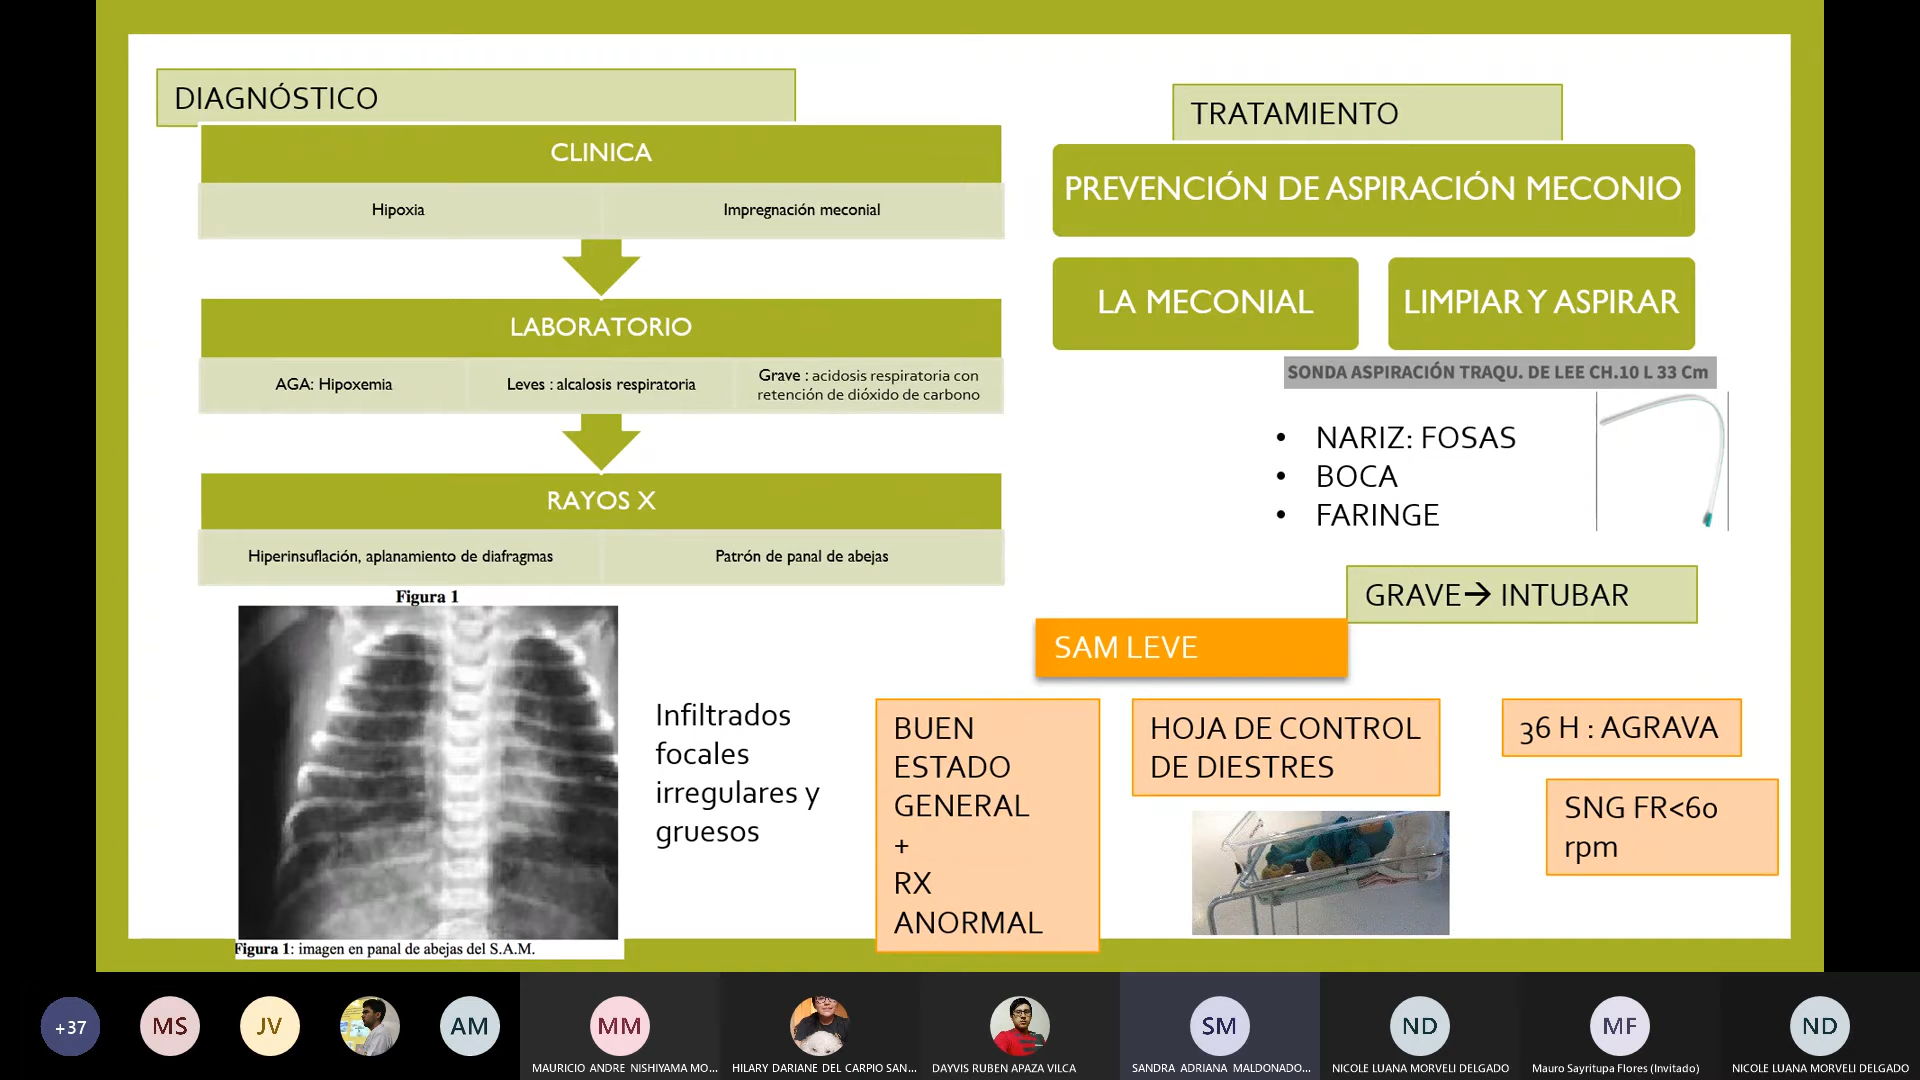 DIAGNÓSTICO
CLINICA
Hipoxia
Impregnación meconial
LABORATORIO
AGA: Hipoxemia
Leves : alcalosis respiratoria
Grave : acidosis respiratoria con
retención de dióxido de carbono
RAYOS X
Hiperinsuflación, aplanamiento de diafragmas
Patrón de panal de abejas
Figura 1
Figura 1: imagen en panal de abejas del S.A.M.
Infiltrados
focales
irregulares y
gruesos
TRATAMIENTO
PREVENCIÓN DE ASPIRACIÓN MECONIO
LA MECONIAL
LIMPIAR Y ASPIRAR
SONDA ASPIRACIÓN TRAQU. DE LEE CH.10 L 33 Cm
• NARIZ: FOSAS
• BOCA
• FARINGE
GRAVE→ INTUBAR
SAM LEVE
BUEN
ESTADO
GENERAL
+
RX
ANORMAL
HOJA DE CONTROL
DE DIESTRES
36 H : AGRAVA
SNG FR<60
rpm
+37
MS
JV
AM
MM
MAURICIO ANDRE NISHIYAMA MO...
HILARY DARIANE DEL CARPIO SAN...
DAYVIS RUBEN APAZA VILCA
SM
SANDRA ADRIANA MALDONADO...
ND
NICOLE LUANA MORVELI DELGADO
MF
Mauro Sayritupa Flores (Invitado)
ND
NICOLE LUANA MORVELI DELGADO